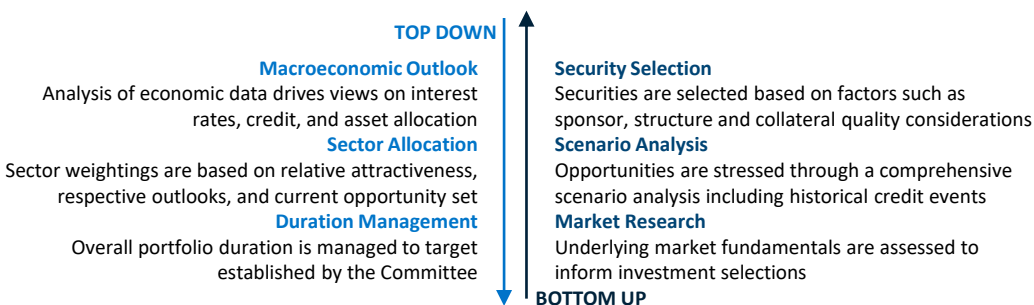 TOP DOWN
Macroeconomic Outlook
Analysis of economic data drives views on interest
rates, credit, and asset allocation
Sector Allocation
Sector weightings are based on relative attractiveness,
respective outlooks, and current opportunity set
Duration Management
Overall portfolio duration is managed to target
established by the Committee
Security Selection
Securities are selected based on factors such as
sponsor, structure and collateral quality considerations
Scenario Analysis
Opportunities are stressed through a comprehensive
scenario analysis including historical credit events
Market Research
Underlying market fundamentals are assessed to
inform investment selections
BOTTOM UP